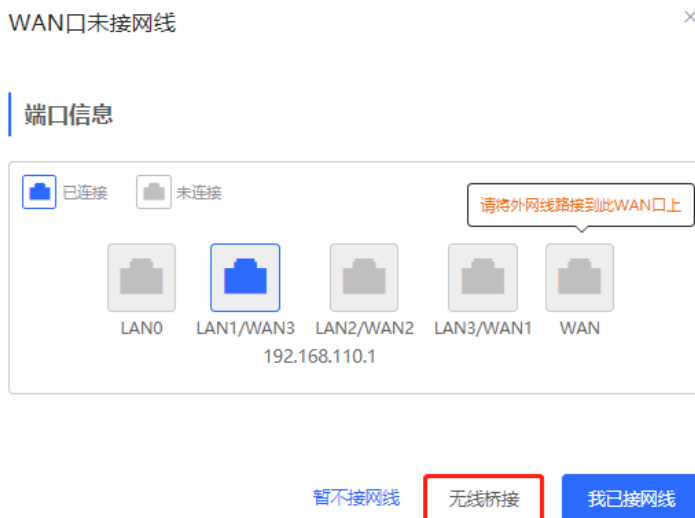 WAN口未接网线
端口信息
已连接 未连接
请将外网线路接到此WAN口上
LAN0 LAN1/WAN3 LAN2/WAN2 LAN3/WAN1 WAN
192.168.110.1
暂不接网线 无线桥接 我已接网线